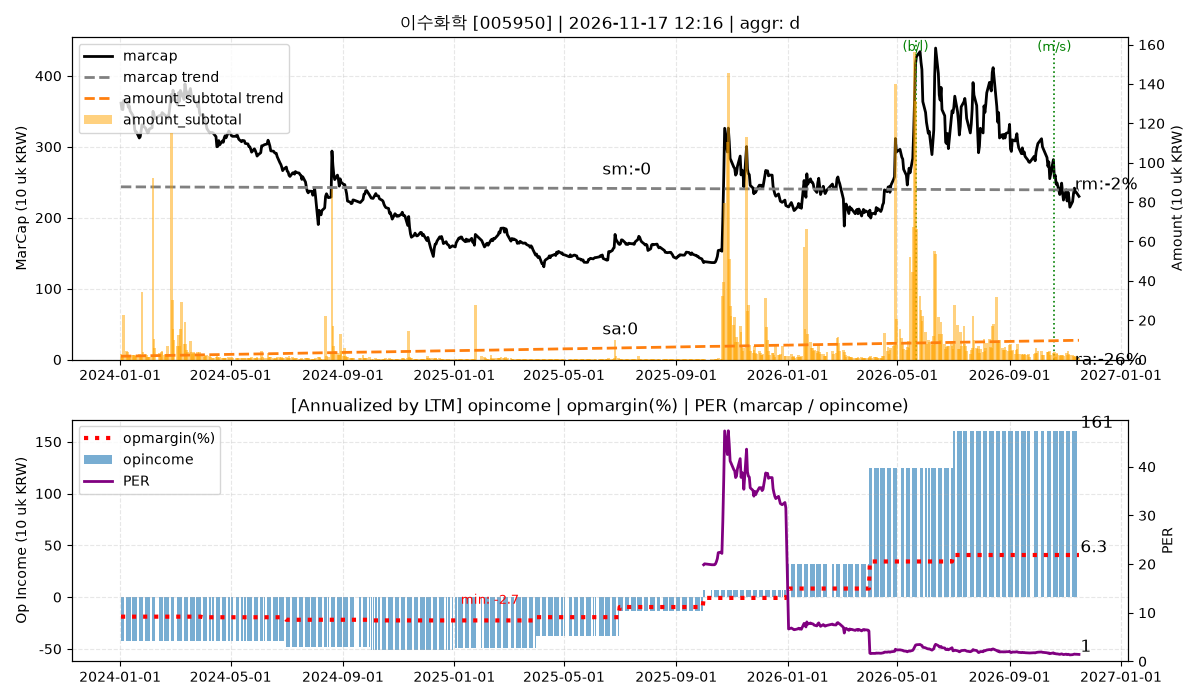 이수화학 [005950] | 2026-11-17 12:16 | aggr: d
marcap
marcap trend
amount_subtotal trend
amount_subtotal
(b/l)
(m/s)
sm:-0
rm:-2%
sa:0
ra:-26%
MarCap (10 uk KRW)
400
300
200
100
0
Amount (10 uk KRW)
160
140
120
100
80
60
40
20
0
2024-01-01
2024-05-01
2024-09-01
2025-01-01
2025-05-01
2025-09-01
2026-01-01
2026-05-01
2026-09-01
2027-01-01
[Annualized by LTM] opincome | opmargin(%) | PER (marcap / opincome)
opmargin(%)
opincome
PER
161
6.3
1
min:-2.7
Op Income (10 uk KRW)
150
100
50
0
-50
PER
40
30
20
10
0
2024-01-01
2024-05-01
2024-09-01
2025-01-01
2025-05-01
2025-09-01
2026-01-01
2026-05-01
2026-09-01
2027-01-01